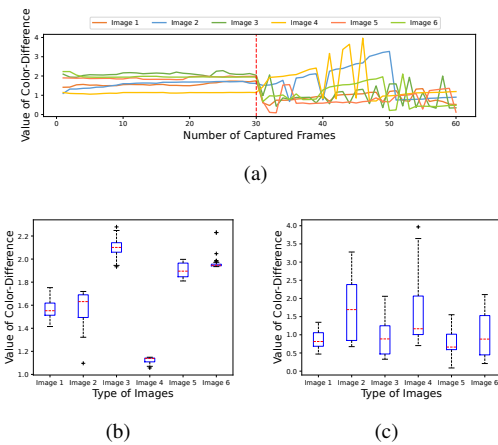 Image 1 Image 2 Image 3 Image 4 Image 5 Image 6
Value of Color-Difference
4
3
2
1
0
0 10 20 30 40 50 60
Number of Captured Frames
(a)
Value of Color-Difference
2.2
2.0
1.8
1.6
1.4
1.2
1.0
Image 1 Image 2 Image 3 Image 4 Image 5 Image 6
Type of Images
(b)
Value of Color-Difference
4.0
3.5
3.0
2.5
2.0
1.5
1.0
0.5
0.0
Image 1 Image 2 Image 3 Image 4 Image 5 Image 6
Type of Images
(c)